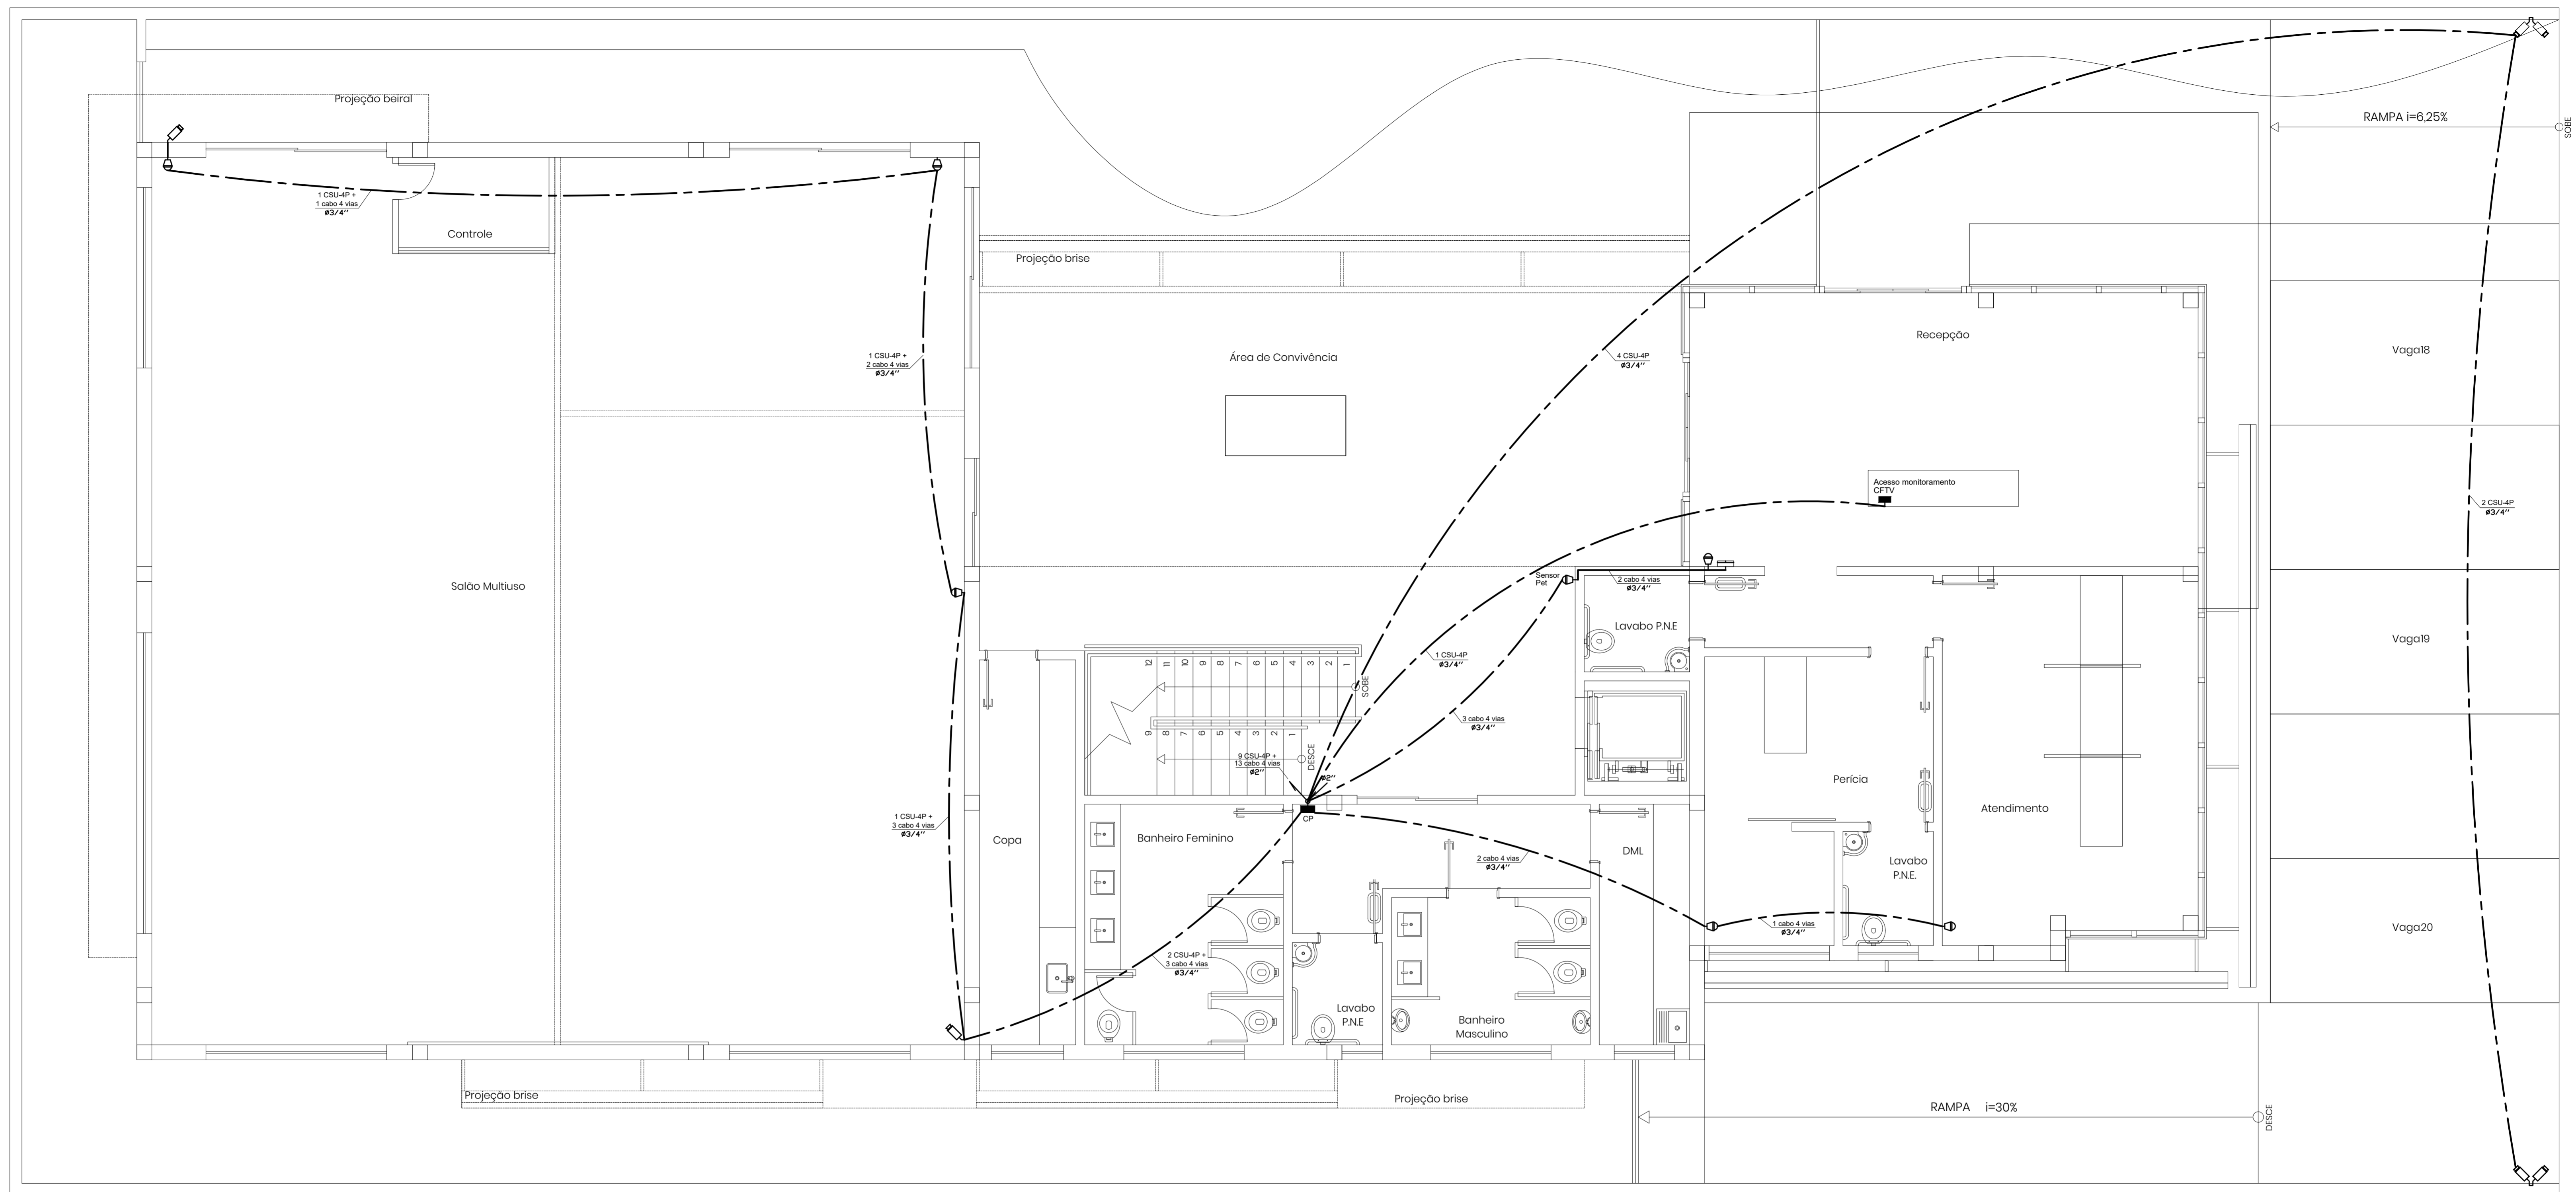 Projeção beiral
RAMPA i=6,25%
SOBE
1 CSU-4P +
1 cabo 4 vias
ø3/4''
Controle
Projeção brise
Recepção
Área de Convivência
1 CSU-4P +
2 cabo 4 vias
ø3/4''
4 CSU-4P
ø3/4''
Vaga18
Acesso monitoramento
CFTV
2 CSU-4P
ø3/4''
Sensor
Pet
2 cabo 4 vias
ø3/4''
Salão Multiuso
Lavabo P.N.E
Vaga19
1 CSU-4P
ø3/4''
12
11
10
9
8
7
6
5
4
3
2
1
SOBE
3 cabo 4 vias
ø3/4''
9
8
7
6
5
4
3
2
1
DESCE
9 CSU-4P +
13 cabo 4 vias
ø2''
ø2''
Perícia
Atendimento
CP
1 CSU-4P +
3 cabo 4 vias
ø3/4''
Copa
Banheiro Feminino
2 cabo 4 vias
ø3/4''
DML
Lavabo
P.N.E.
1 cabo 4 vias
ø3/4''
Vaga20
2 CSU-4P +
3 cabo 4 vias
ø3/4''
Lavabo
P.N.E
Banheiro
Masculino
Projeção brise
Projeção brise
RAMPA i=30%
DESCE